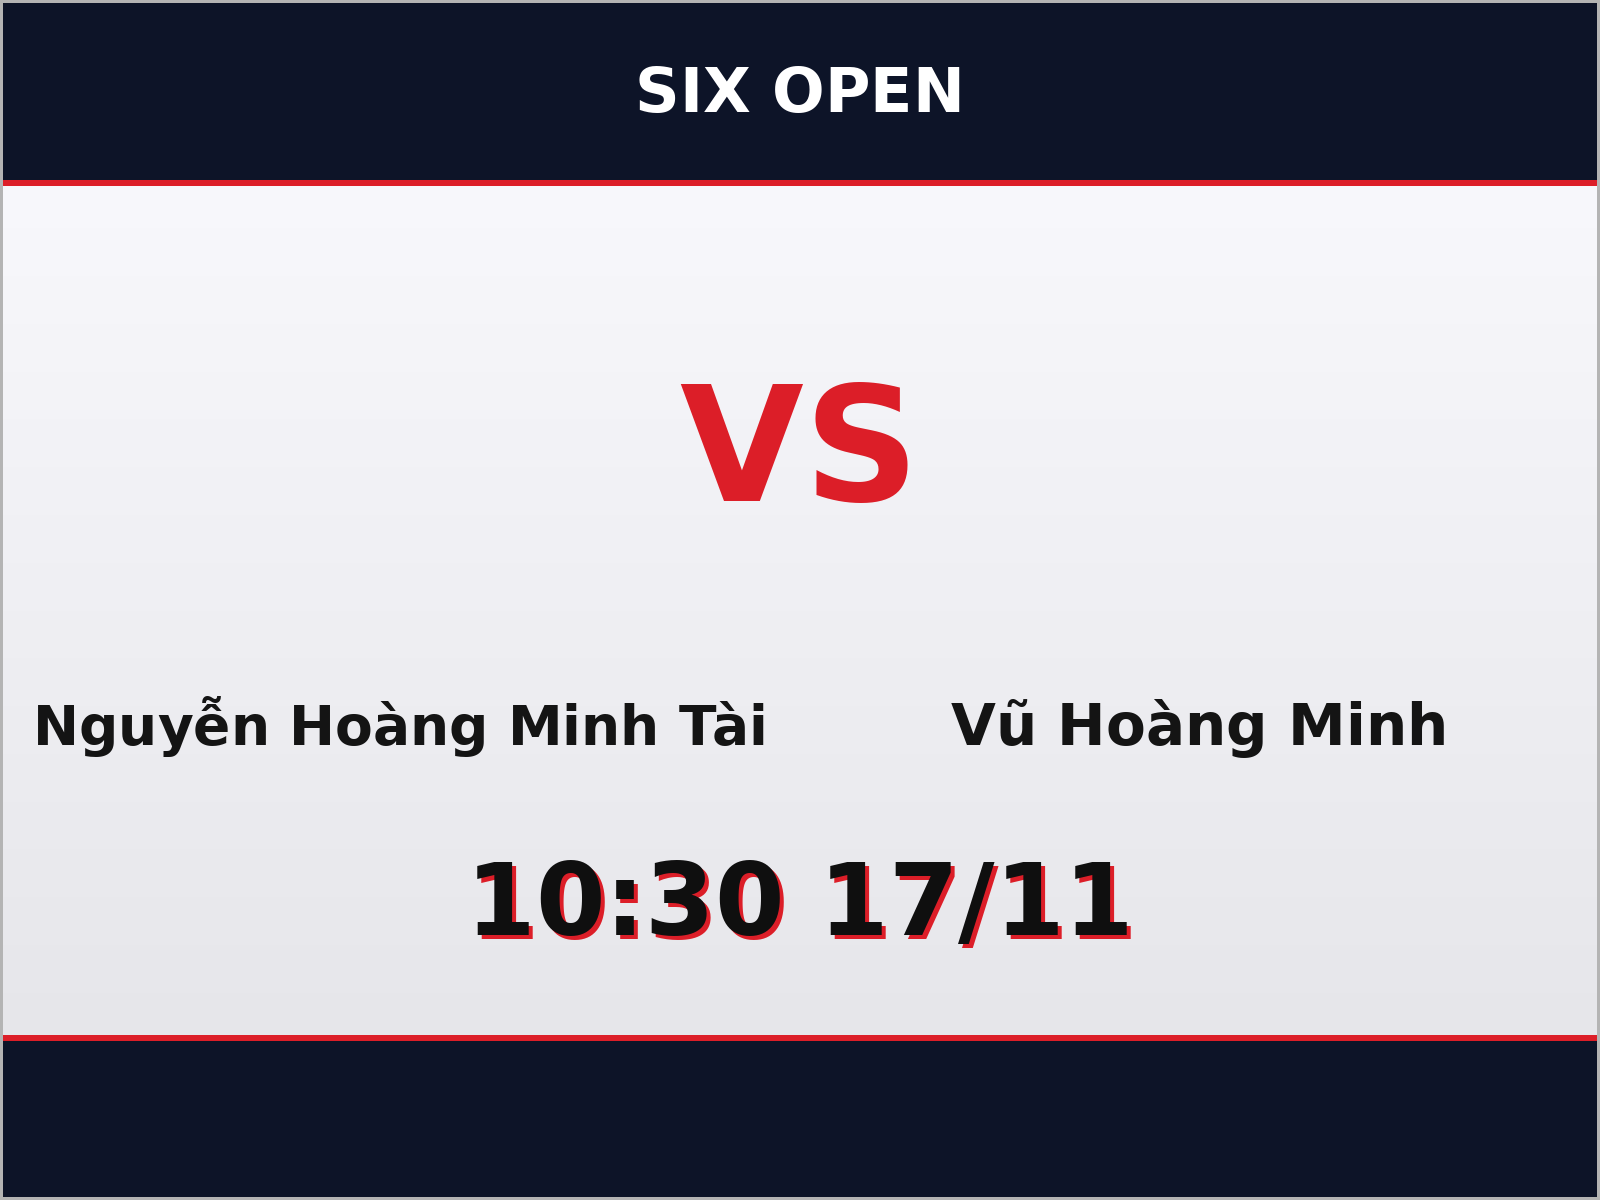 SIX OPEN
VS
Nguyễn Hoàng Minh Tài
Vũ Hoàng Minh
10:30 17/11